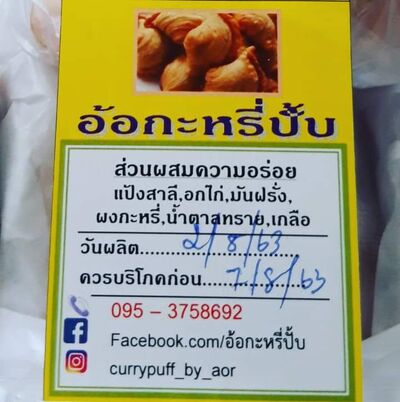 อ้อกะหรี่ปั้บ
ส่วนผสมความอร่อย
แป้งสาลี,อกไก่,มันฝรั่ง,
ผงกะหรี่,น้ำตาลทราย,เกลือ
วันผลิต....2/8/63....
ควรบริโภคก่อน....7/8/63
095 – 3758692
Facebook.com/อ้อกะหรี่ปั้บ
currypuff_by_aor